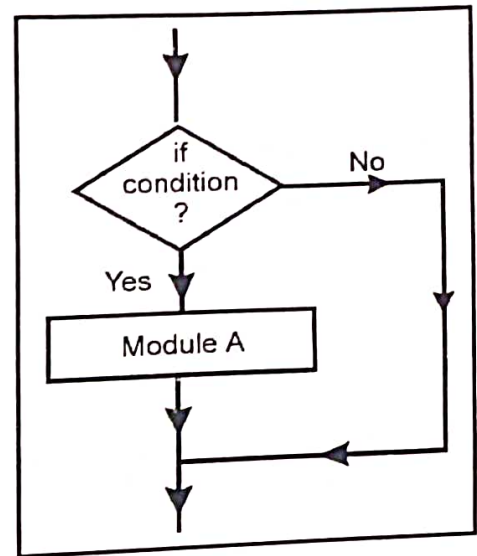 if
condition
?
No
Yes
Module A